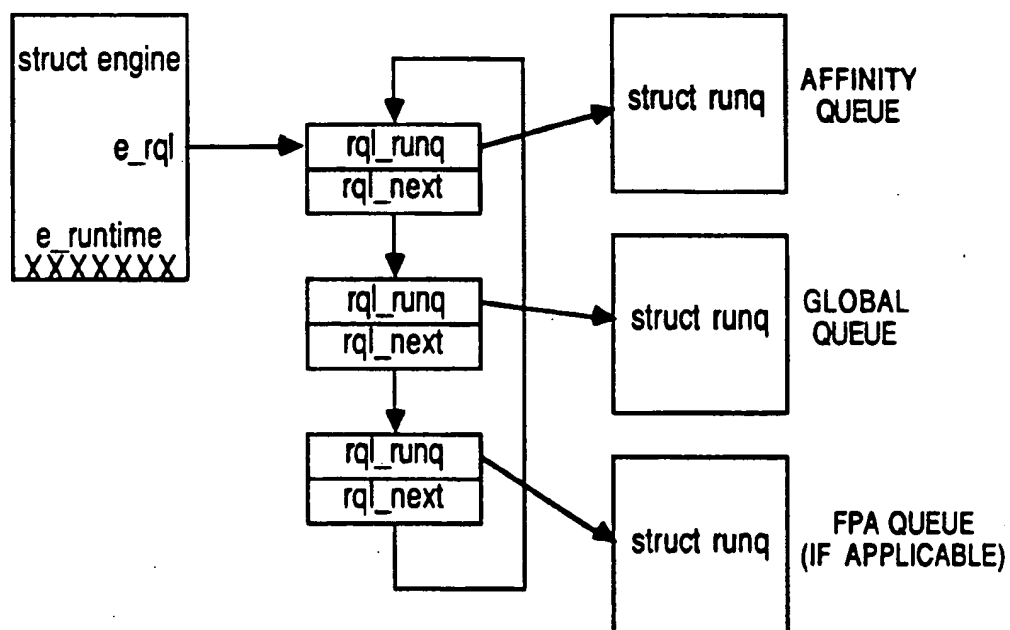 struct engine
e_rql
e_runtime
XXXXXXX
rql_runq
rql_next
rql_runq
rql_next
rql_runq
rql_next
struct runq
AFFINITY
QUEUE
struct runq
GLOBAL
QUEUE
struct runq
FPA QUEUE
(IF APPLICABLE)